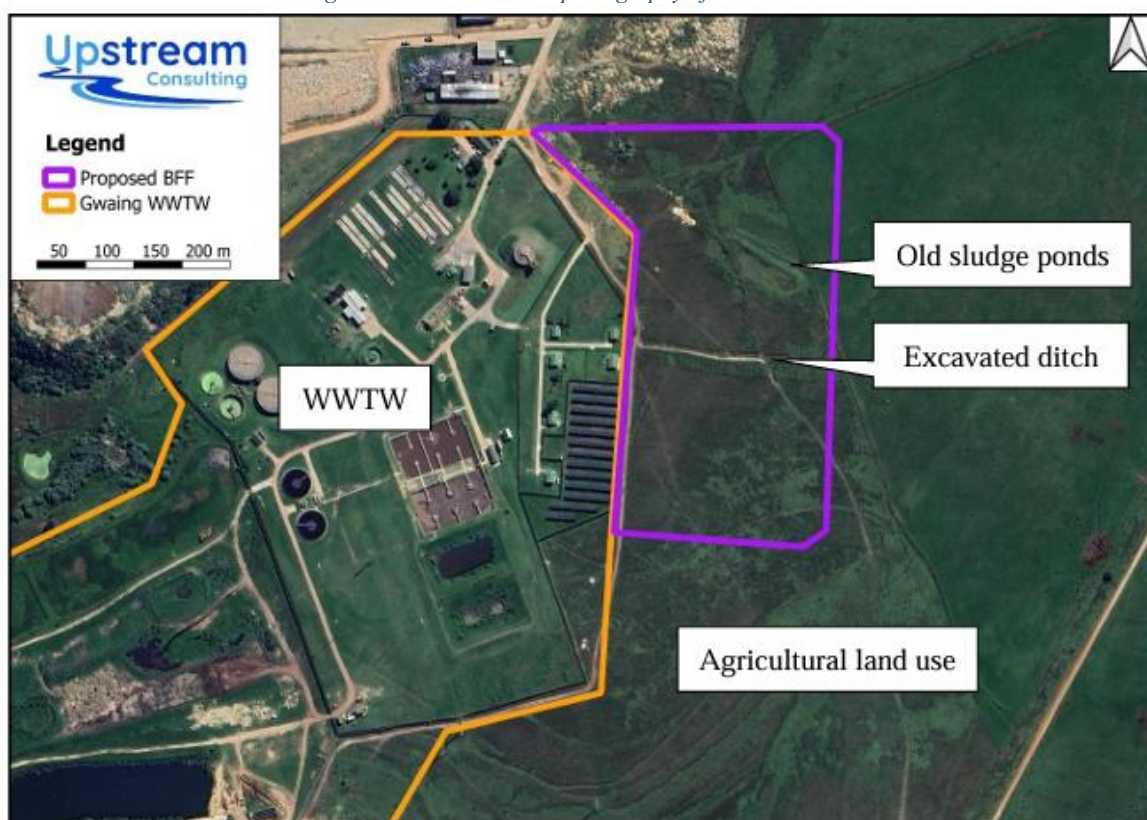 Upstream
Consulting
Legend
Proposed BFF
Gwaing WWTW
50 100 150 200 m
WWTW
Old sludge ponds
Excavated ditch
Agricultural land use